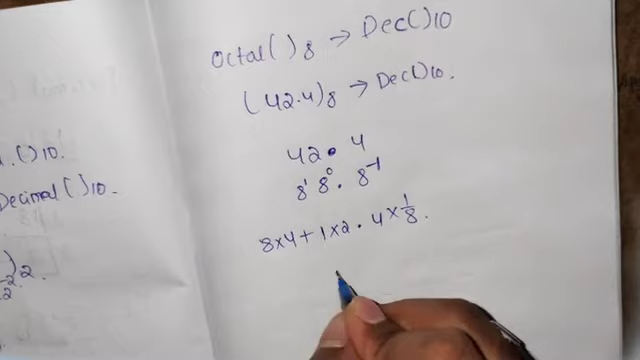 . ( ) 10.
Decimal ( ) 10.
Octal ( ) 8 → Dec ( ) 10
(42.4)8 → Dec ( ) 10.
42 . 4
8¹ 8⁰ . 8⁻¹
8×4 + 1×2 . 4 × 1/8 .